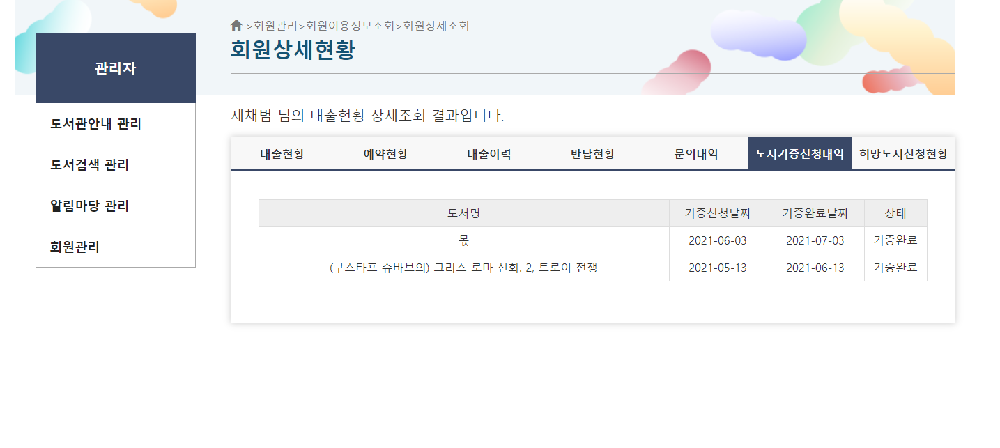 >회원관리>회원이용정보조회>회원상세조회
회원상세현황
관리자
도서관안내 관리
도서검색 관리
알림마당 관리
회원관리
제채범 님의 대출현황 상세조회 결과입니다.
대출현황 예약현황 대출이력 반납현황 문의내역 도서기증신청내역 희망도서신청현황
도서명 기증신청날짜 기증완료날짜 상태
몫 2021-06-03 2021-07-03 기증완료
(구스타프 슈바브의) 그리스 로마 신화. 2, 트로이 전쟁 2021-05-13 2021-06-13 기증완료